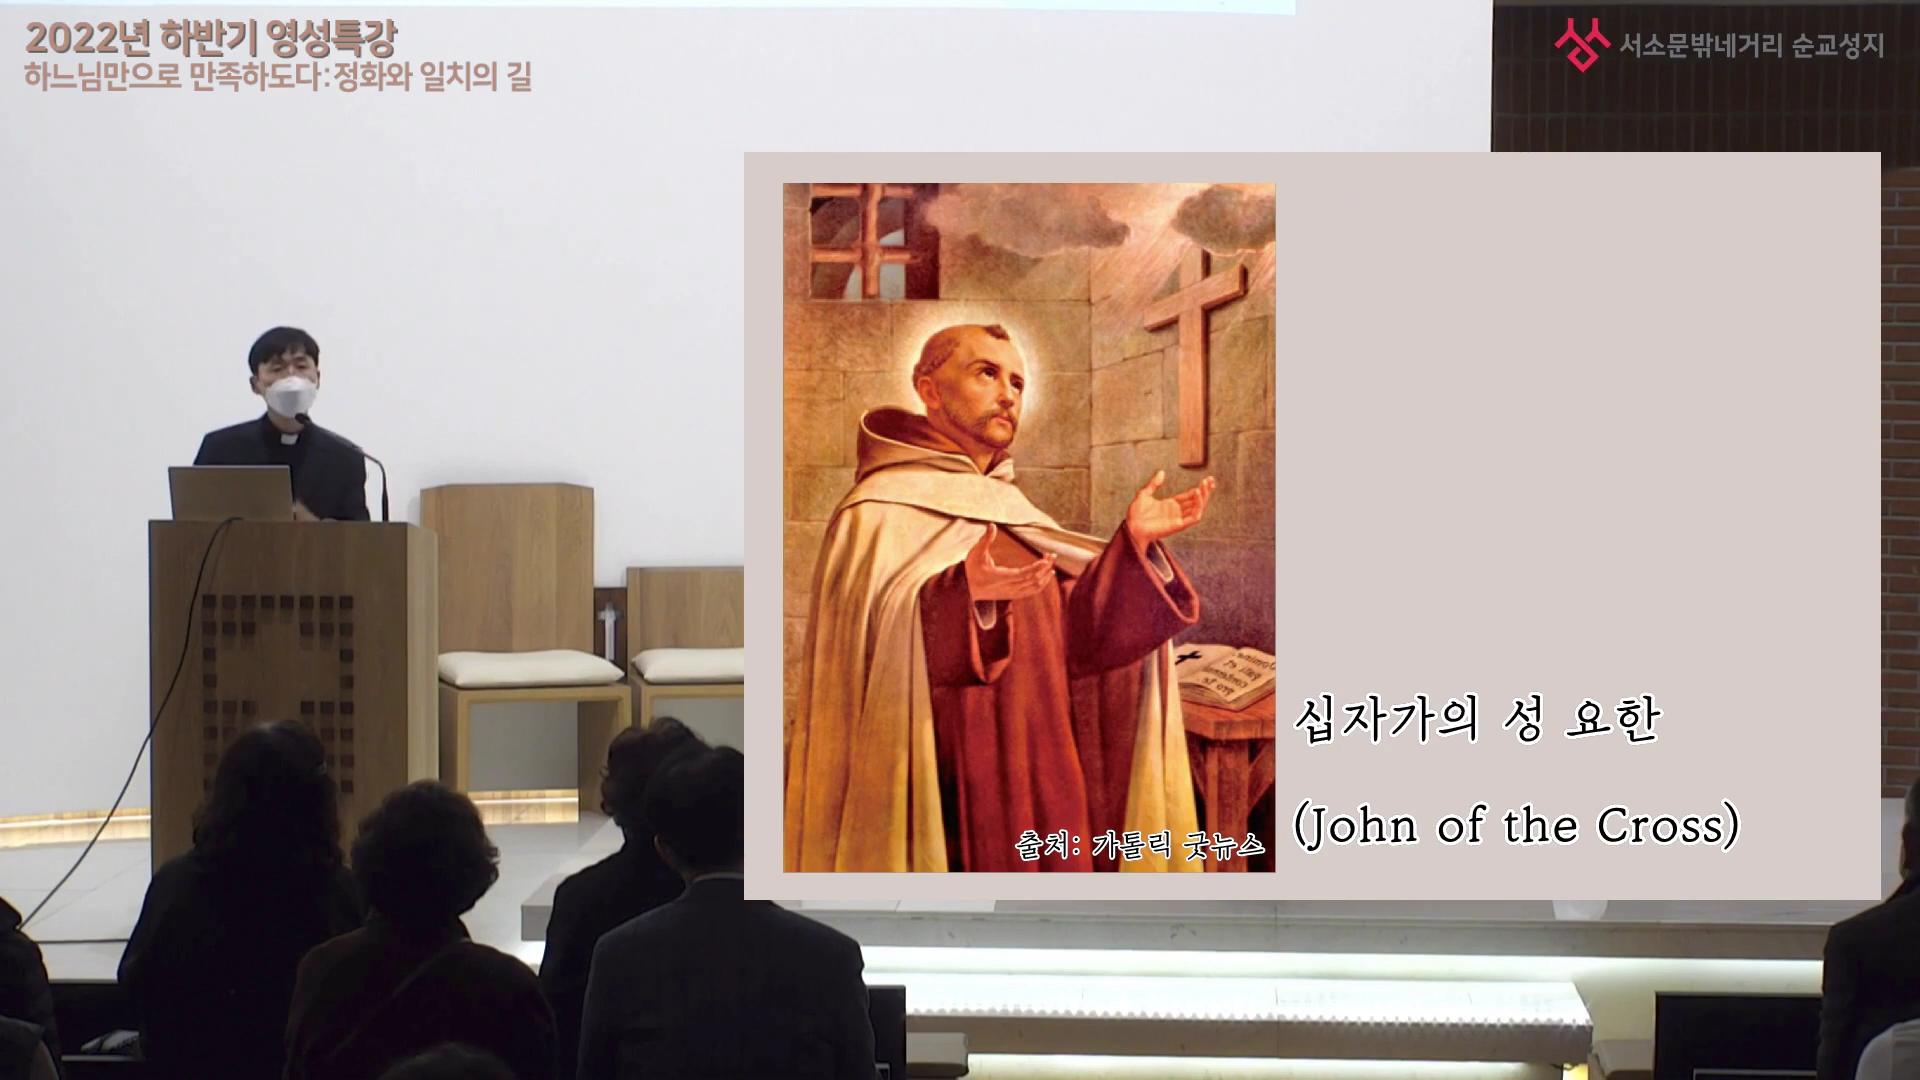 2022년 하반기 영성특강
하느님만으로 만족하도다:정화와 일치의 길
서소문밖네거리 순교성지
십자가의 성 요한
(John of the Cross)
출처: 가톨릭 굿뉴스